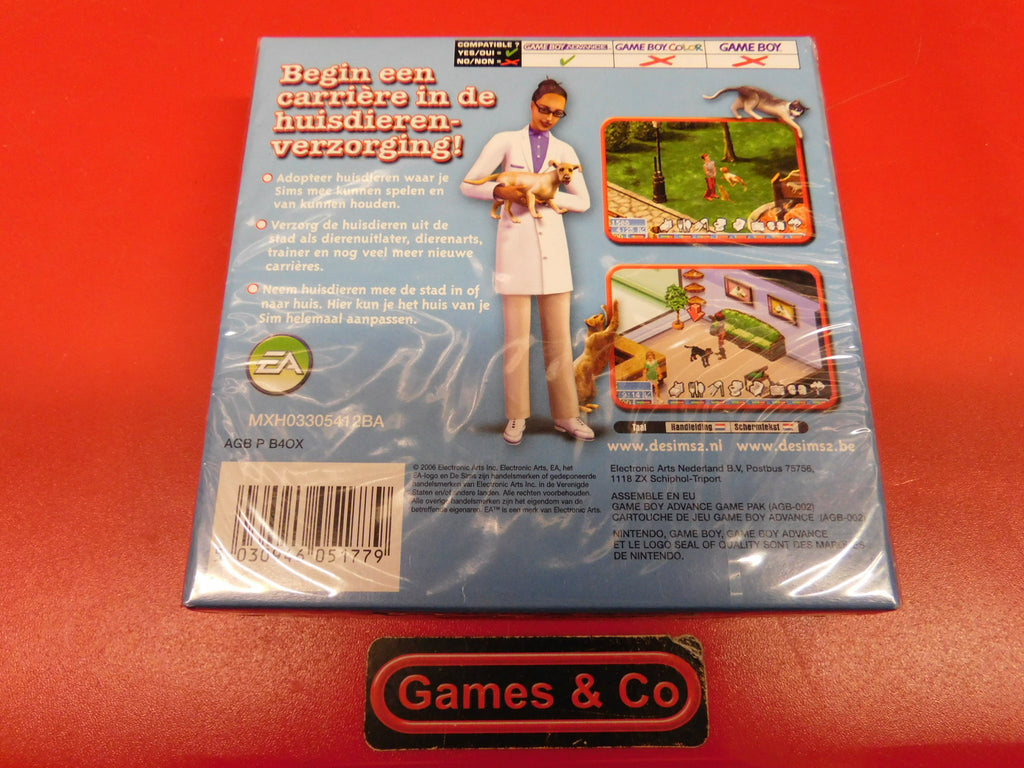 COMPATIBLE ?
YES/OUI =
NO/NON =
GAME BOY ADVANCE
GAME BOY COLOR
GAME BOY
Begin een
carrière in de
huisdieren-
verzorging!
Adopteer huisdieren waar je
Sims mee kunnen spelen en
van kunnen houden.
Verzorg de huisdieren uit de
stad als dierenuitlater, dierenarts,
trainer en nog veel meer nieuwe
carrières.
Neem huisdieren mee de stad in of
naar huis. Hier kun je het huis van je
Sim helemaal aanpassen.
EA
MXH03305412BA
AGB P B4OX
Taal Handleiding Schermtekst
www.desims2.nl www.desims2.be
© 2006 Electronic Arts Inc. Electronic Arts, EA, het
EA-logo en De Sims zijn handelsmerken of gedeponeerde
handelsmerken van Electronic Arts Inc. in de Verenigde
Staten en/of andere landen. Alle rechten voorbehouden.
Alle overige handelsmerken zijn het eigendom van de
betreffende eigenaren. EA™ is een merk van Electronic Arts.
Electronic Arts Nederland B.V, Postbus 75756,
1118 ZX Schiphol-Triport
ASSEMBLE EN EU
GAME BOY ADVANCE GAME PAK (AGB-002)
CARTOUCHE DE JEU GAME BOY ADVANCE (AGB-002)
NINTENDO, GAME BOY, GAME BOY ADVANCE
ET LE LOGO SEAL OF QUALITY SONT DES MARQUES
DE NINTENDO.
5 030946 051779
Games & Co